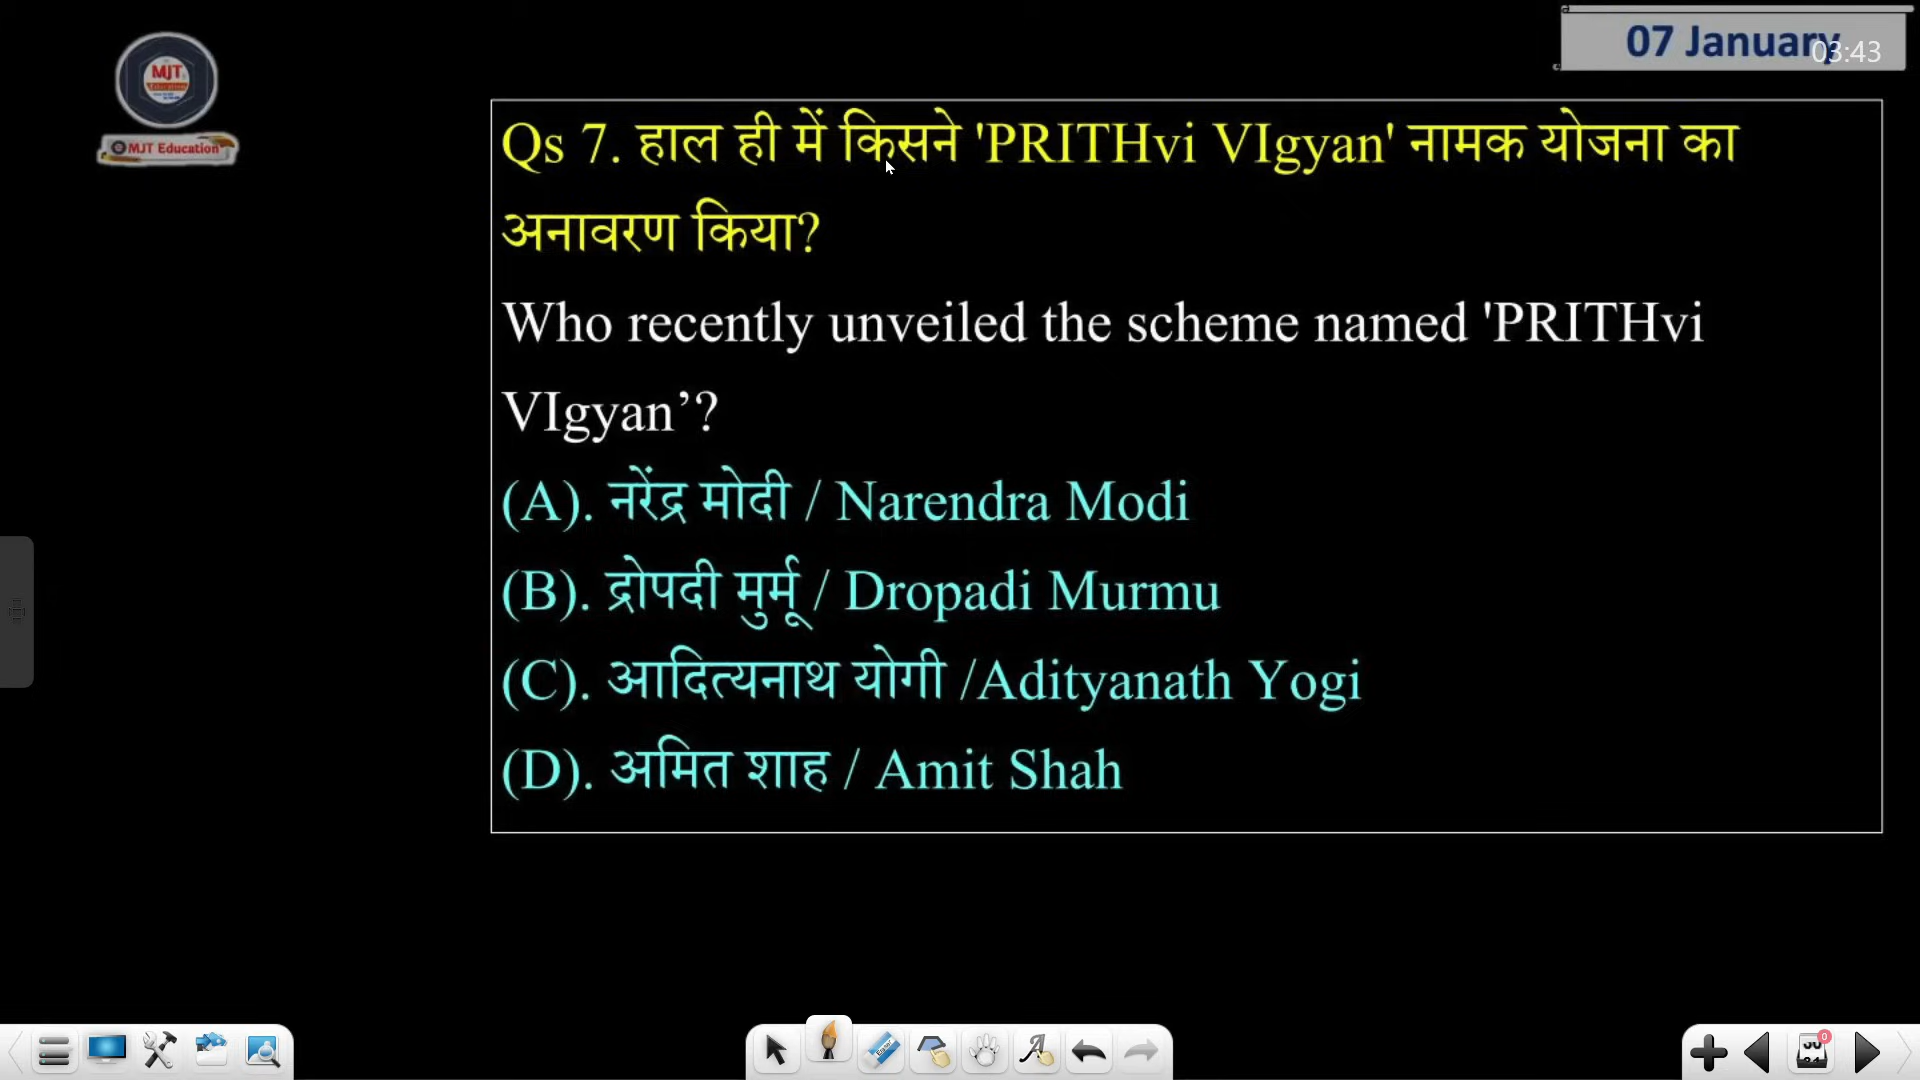 MJT
Education
MJT Education
07 January
03:43
Qs 7. हाल ही में किसने 'PRITHvi VIgyan' नामक योजना का
अनावरण किया?
Who recently unveiled the scheme named 'PRITHvi
VIgyan’?
(A). नरेंद्र मोदी / Narendra Modi
(B). द्रोपदी मुर्मू / Dropadi Murmu
(C). आदित्यनाथ योगी /Adityanath Yogi
(D). अमित शाह / Amit Shah